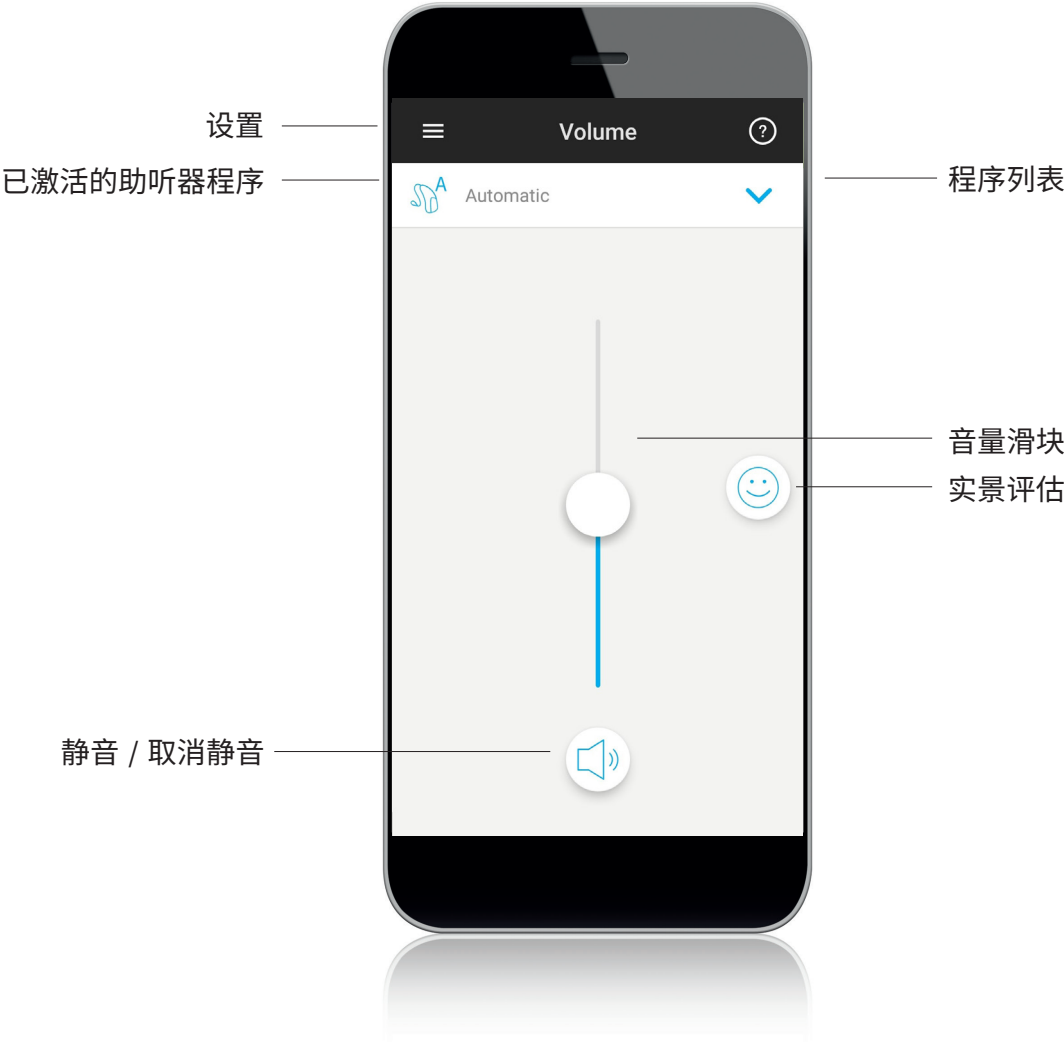 设置
Volume
?
已激活的助听器程序
A
Automatic
程序列表
音量滑块
实景评估
静音 / 取消静音